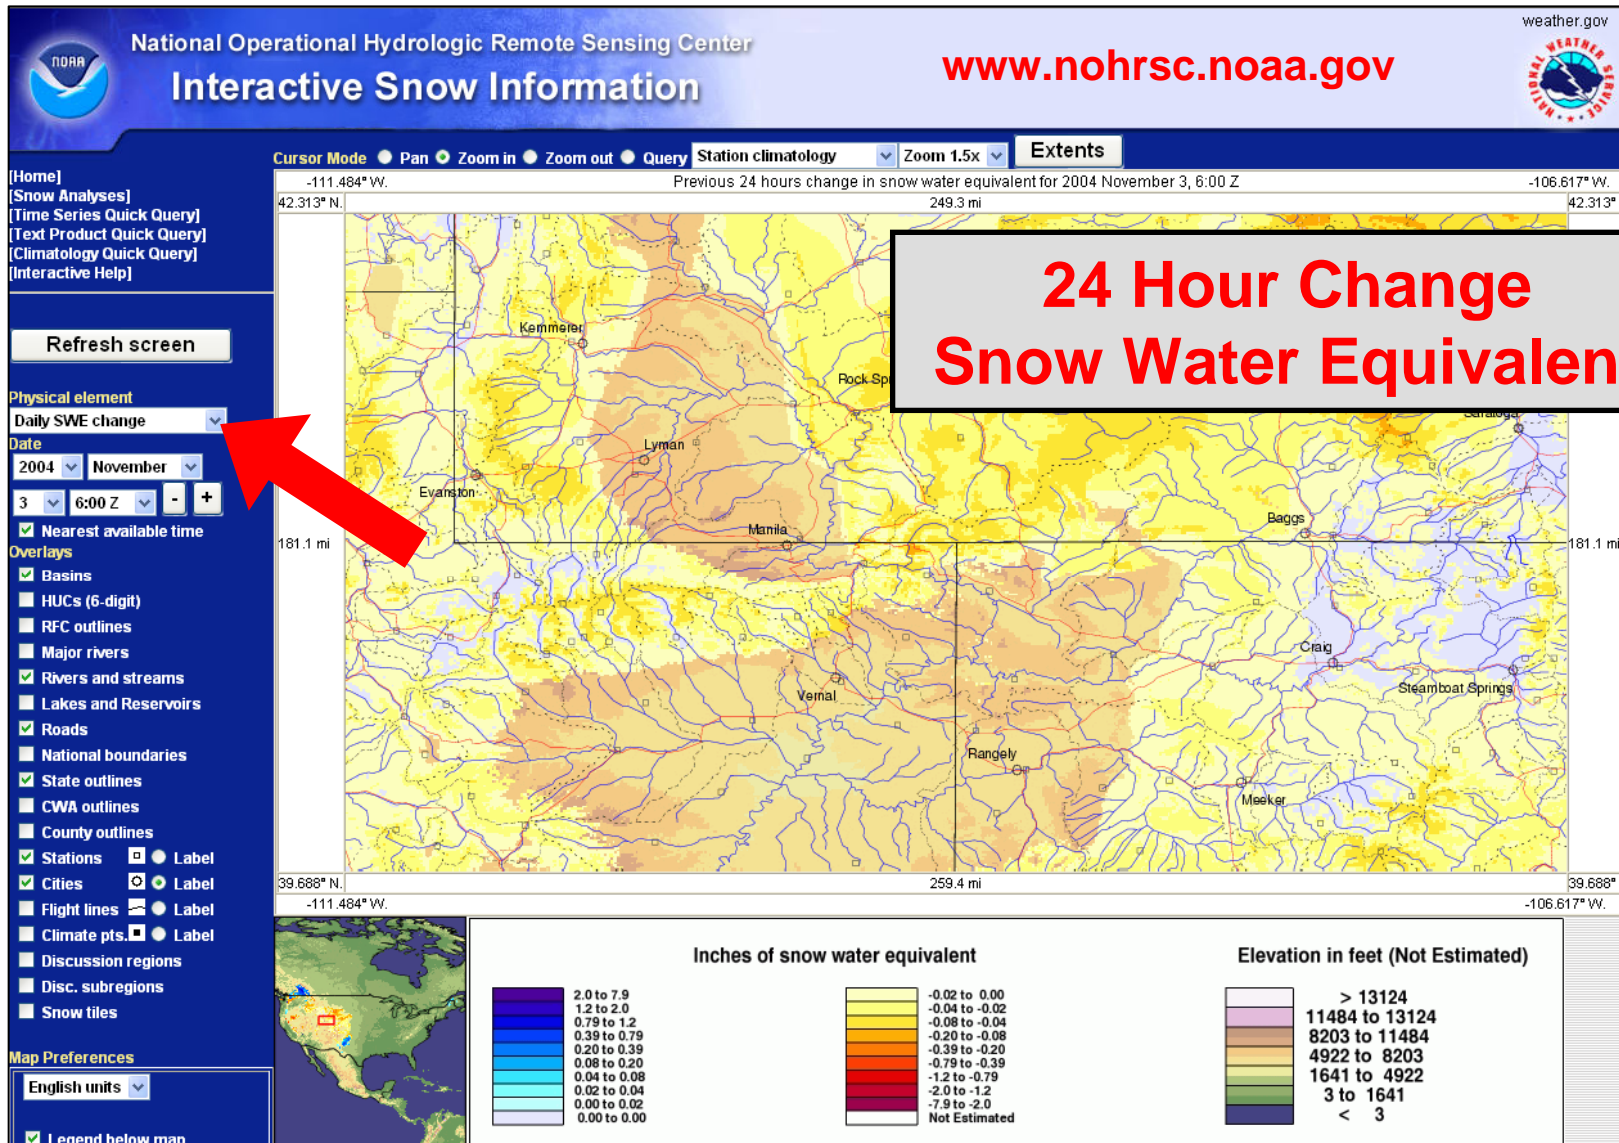 weather.gov
NOAA
National Operational Hydrologic Remote Sensing Center
Interactive Snow Information
www.nohrsc.noaa.gov
NATIONAL WEATHER SERVICE
Cursor Mode Pan Zoom in Zoom out Query Station climatology Zoom 1.5x Extents
[Home]
[Snow Analyses]
[Time Series Quick Query]
[Text Product Quick Query]
[Climatology Quick Query]
[Interactive Help]
Refresh screen
Physical element
Daily SWE change
Date
2004 November
3 6:00 Z - +
Nearest available time
Overlays
Basins
HUCs (6-digit)
RFC outlines
Major rivers
Rivers and streams
Lakes and Reservoirs
Roads
National boundaries
State outlines
CWA outlines
County outlines
Stations Label
Cities Label
Flight lines Label
Climate pts. Label
Discussion regions
Disc. subregions
Snow tiles
Map Preferences
English units
Legend below map
-111.484° W. Previous 24 hours change in snow water equivalent for 2004 November 3, 6:00 Z -106.617° W.
42.313° N. 249.3 mi 42.313°
24 Hour Change
Snow Water Equivalen
Kemmerer
Rock Sp
Saratoga
Lyman
Evanston
Manila
Baggs
181.1 mi 181.1 mi
Craig
Vernal
Steamboat Springs
Rangely
Meeker
39.688° N. 259.4 mi 39.688°
-111.484° W. -106.617° W.
Inches of snow water equivalent
2.0 to 7.9
1.2 to 2.0
0.79 to 1.2
0.39 to 0.79
0.20 to 0.39
0.08 to 0.20
0.04 to 0.08
0.02 to 0.04
0.00 to 0.02
0.00 to 0.00
-0.02 to 0.00
-0.04 to -0.02
-0.08 to -0.04
-0.20 to -0.08
-0.39 to -0.20
-0.79 to -0.39
-1.2 to -0.79
-2.0 to -1.2
-7.9 to -2.0
Not Estimated
Elevation in feet (Not Estimated)
> 13124
11484 to 13124
8203 to 11484
4922 to 8203
1641 to 4922
3 to 1641
< 3